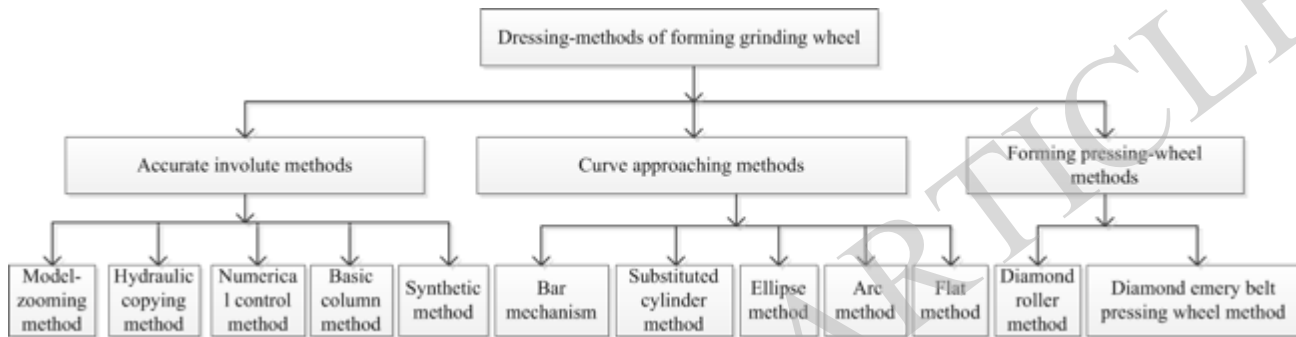 Dressing-methods of forming grinding wheel
Accurate involute methods
Curve approaching methods
Forming pressing-wheel
methods
Model-
zooming
method
Hydraulic
copying
method
Numerica
l control
method
Basic
column
method
Synthetic
method
Bar
mechanism
Substituted
cylinder
method
Ellipse
method
Arc
method
Flat
method
Diamond
roller
method
Diamond emery belt
pressing wheel method
ARTICLE